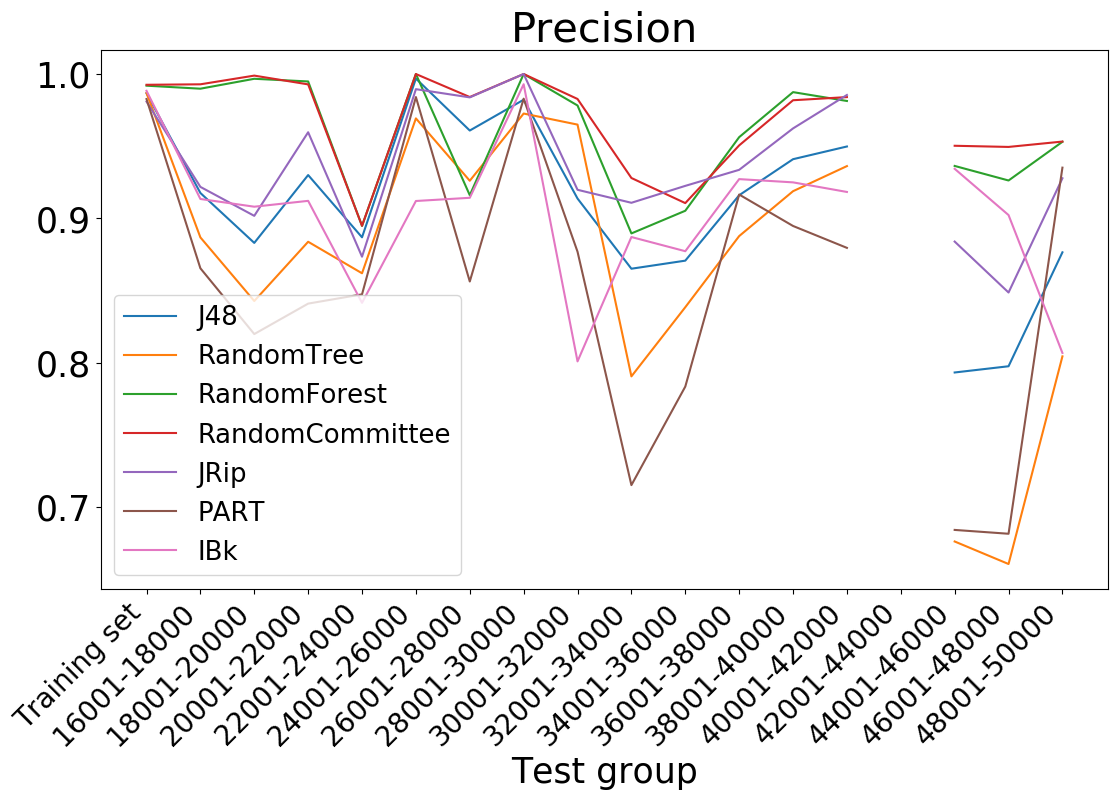 Precision
1.0
0.9
0.8
0.7
J48
RandomTree
RandomForest
RandomCommittee
JRip
PART
IBk
Training set
16001-18000
18001-20000
20001-22000
22001-24000
24001-26000
26001-28000
28001-30000
30001-32000
32001-34000
34001-36000
36001-38000
38001-40000
40001-42000
42001-44000
44001-46000
46001-48000
48001-50000
Test group